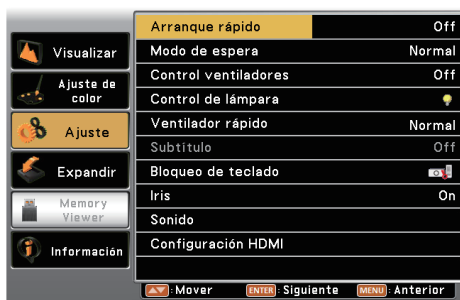 Visualizar
Ajuste de
color
Ajuste
Expandir
Memory
Viewer
Información
Arranque rápido Off
Modo de espera Normal
Control ventiladores Off
Control de lámpara
Ventilador rápido Normal
Subtitulo Off
Bloqueo de teclado
Iris On
Sonido
Configuración HDMI
:Mover ENTER :Siguiente MENU :Anterior